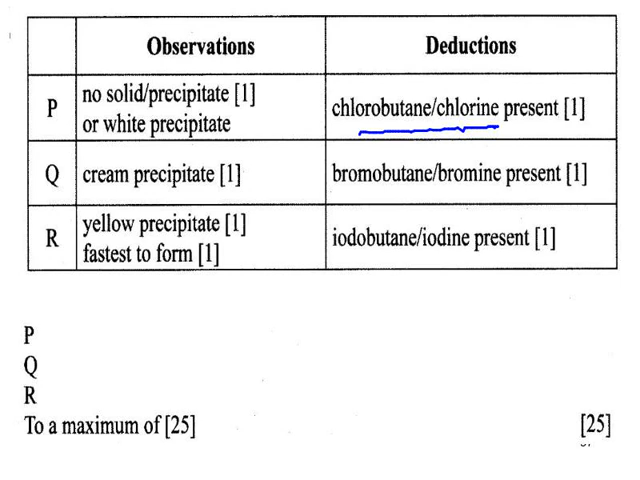 Observations Deductions
P no solid/precipitate [1] chlorobutane/chlorine present [1]
or white precipitate
Q cream precipitate [1] bromobutane/bromine present [1]
R yellow precipitate [1] iodobutane/iodine present [1]
fastest to form [1]
P
Q
R
To a maximum of [25] [25]